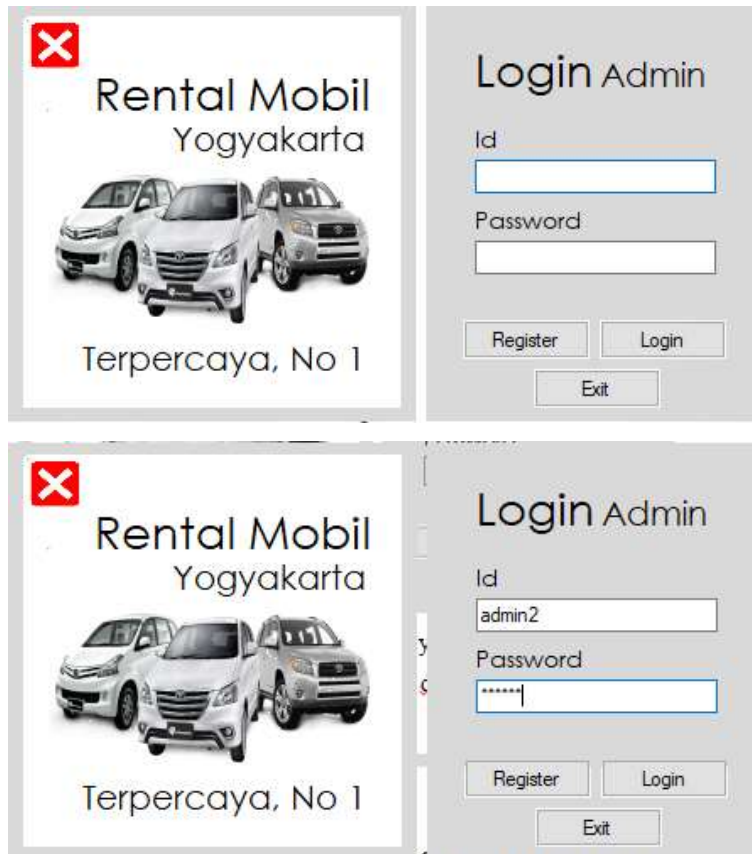 Rental Mobil
Yogyakarta
Terpercaya, No 1
Login Admin
Id
Password
Register
Login
Exit
Rental Mobil
Yogyakarta
Terpercaya, No 1
Login Admin
Id
admin2
Password
******
Register
Login
Exit